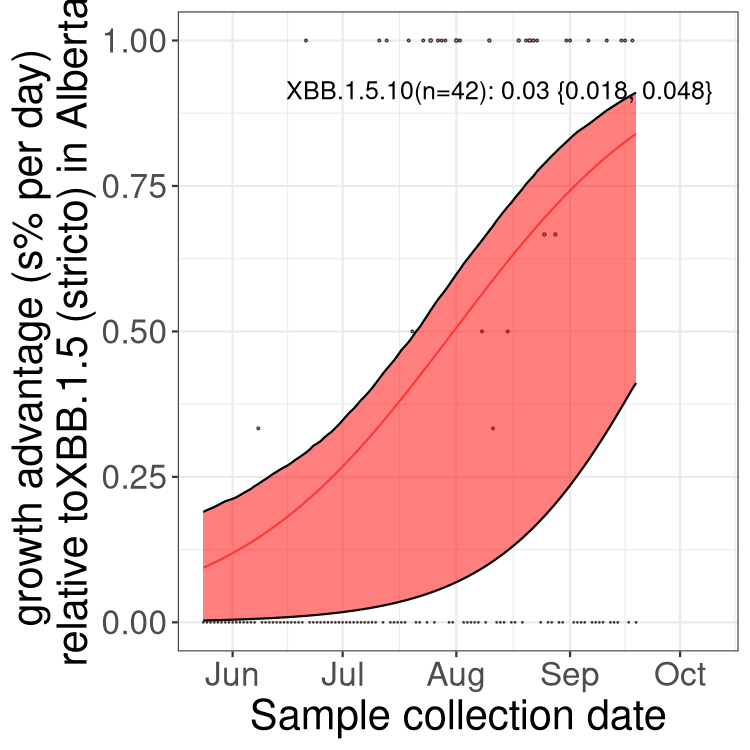 growth advantage (s% per day)
relative toXBB.1.5 (stricto) in Alberta
1.00
0.75
0.50
0.25
0.00
XBB.1.5.10(n=42): 0.03 {0.018, 0.048}
Jun Jul Aug Sep Oct
Sample collection date